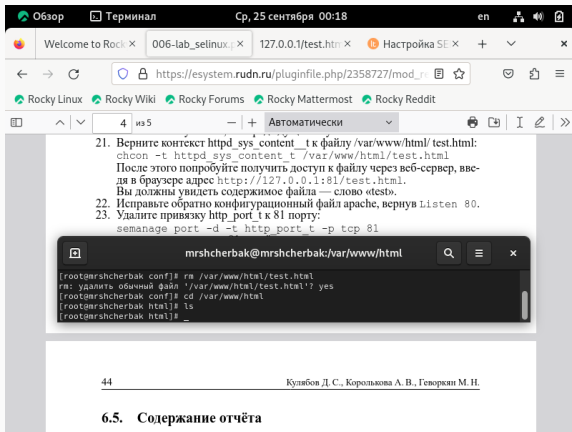 Обзор Терминал Ср, 25 сентября 00:18 en
Welcome to Rock 006-lab_selinux.p 127.0.0.1/test.htm Настройка SE
https://esystem.rudn.ru/pluginfile.php/2358727/mod_r
Rocky Linux Rocky Wiki Rocky Forums Rocky Mattermost Rocky Reddit
4 из 5 Автоматически
21. Верните контекст httpd_sys_content__t к файлу /var/www/html/ test.html:
chcon -t httpd_sys_content_t /var/www/html/test.html
После этого попробуйте получить доступ к файлу через веб-сервер, вве-
дя в браузере адрес http://127.0.0.1:81/test.html.
Вы должны увидеть содержимое файла — слово «test».
22. Исправьте обратно конфигурационный файл apache, вернув Listen 80.
23. Удалите привязку http_port_t к 81 порту:
semanage port -d -t http_port_t -p tcp 81
mrshcherbak@mrshcherbak:/var/www/html
[root@mrshcherbak conf]# rm /var/www/html/test.html
rm: удалить обычный файл '/var/www/html/test.html'? yes
[root@mrshcherbak conf]# cd /var/www/html
[root@mrshcherbak html]# ls
[root@mrshcherbak html]# _
44 Кулябов Д. С., Королькова А. В., Геворкян М. Н.
6.5. Содержание отчёта